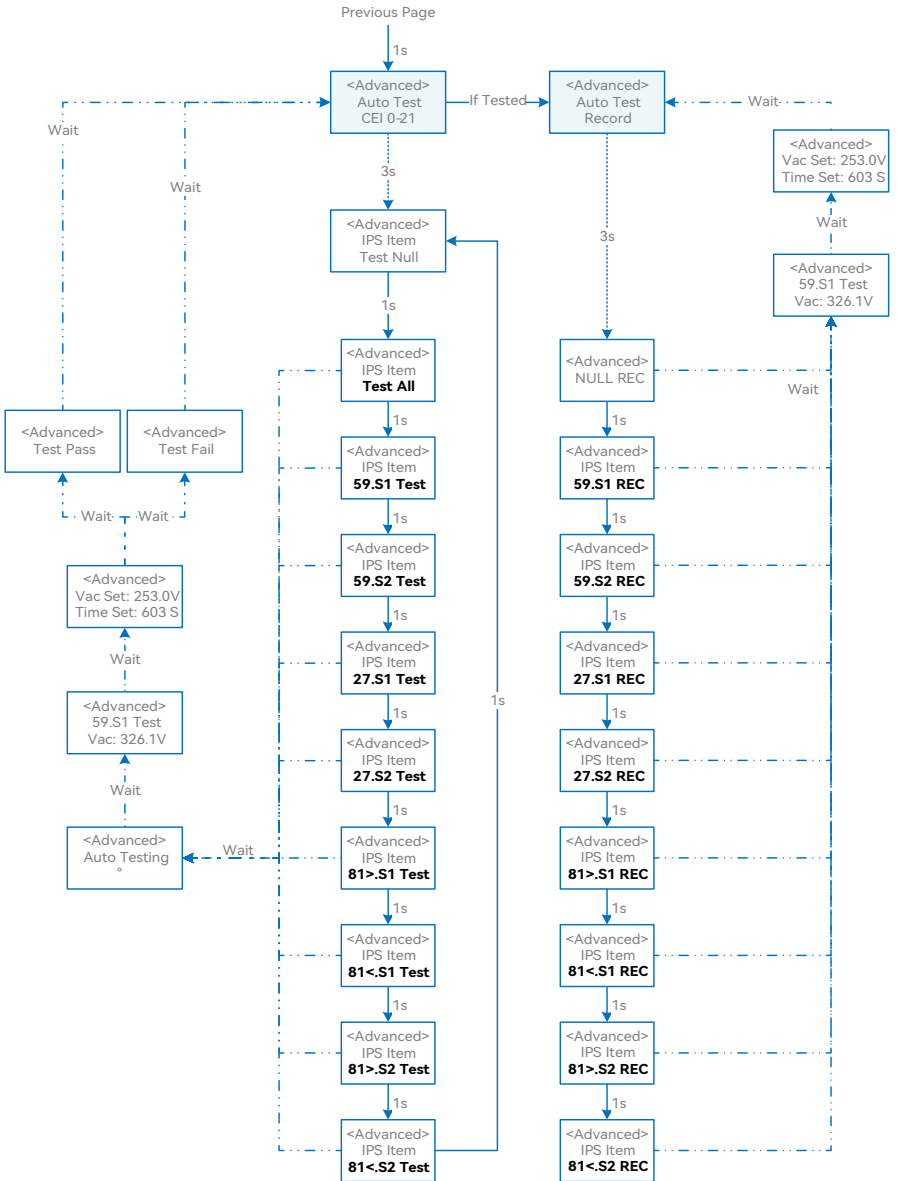 Previous Page
1s
<Advanced>
Auto Test
CEI 0-21
If Tested
<Advanced>
Auto Test
Record
Wait
Wait
Wait
<Advanced>
Vac Set: 253.0V
Time Set: 603 S
3s
3s
Wait
<Advanced>
IPS Item
Test Null
<Advanced>
59.S1 Test
Vac: 326.1V
1s
<Advanced>
IPS Item
Test All
<Advanced>
NULL REC
Wait
<Advanced>
Test Pass
<Advanced>
Test Fail
1s
1s
<Advanced>
IPS Item
59.S1 Test
<Advanced>
IPS Item
59.S1 REC
Wait
Wait
1s
1s
<Advanced>
IPS Item
59.S2 Test
<Advanced>
IPS Item
59.S2 REC
<Advanced>
Vac Set: 253.0V
Time Set: 603 S
1s
1s
Wait
<Advanced>
IPS Item
27.S1 Test
<Advanced>
IPS Item
27.S1 REC
<Advanced>
59.S1 Test
Vac: 326.1V
1s
1s
1s
<Advanced>
IPS Item
27.S2 Test
<Advanced>
IPS Item
27.S2 REC
Wait
1s
1s
<Advanced>
Auto Testing
°
Wait
<Advanced>
IPS Item
81>.S1 Test
<Advanced>
IPS Item
81>.S1 REC
1s
1s
<Advanced>
IPS Item
81<.S1 Test
<Advanced>
IPS Item
81<.S1 REC
1s
1s
<Advanced>
IPS Item
81>.S2 Test
<Advanced>
IPS Item
81>.S2 REC
1s
1s
<Advanced>
IPS Item
81<.S2 Test
<Advanced>
IPS Item
81<.S2 REC